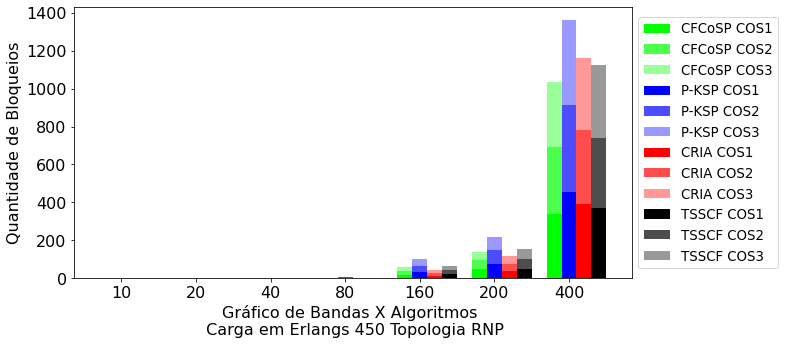 Quantidade de Bloqueios
1400
1200
1000
800
600
400
200
0
10 20 40 80 160 200 400
Gráfico de Bandas X Algoritmos
Carga em Erlangs 450 Topologia RNP
CFCoSP COS1
CFCoSP COS2
CFCoSP COS3
P-KSP COS1
P-KSP COS2
P-KSP COS3
CRIA COS1
CRIA COS2
CRIA COS3
TSSCF COS1
TSSCF COS2
TSSCF COS3